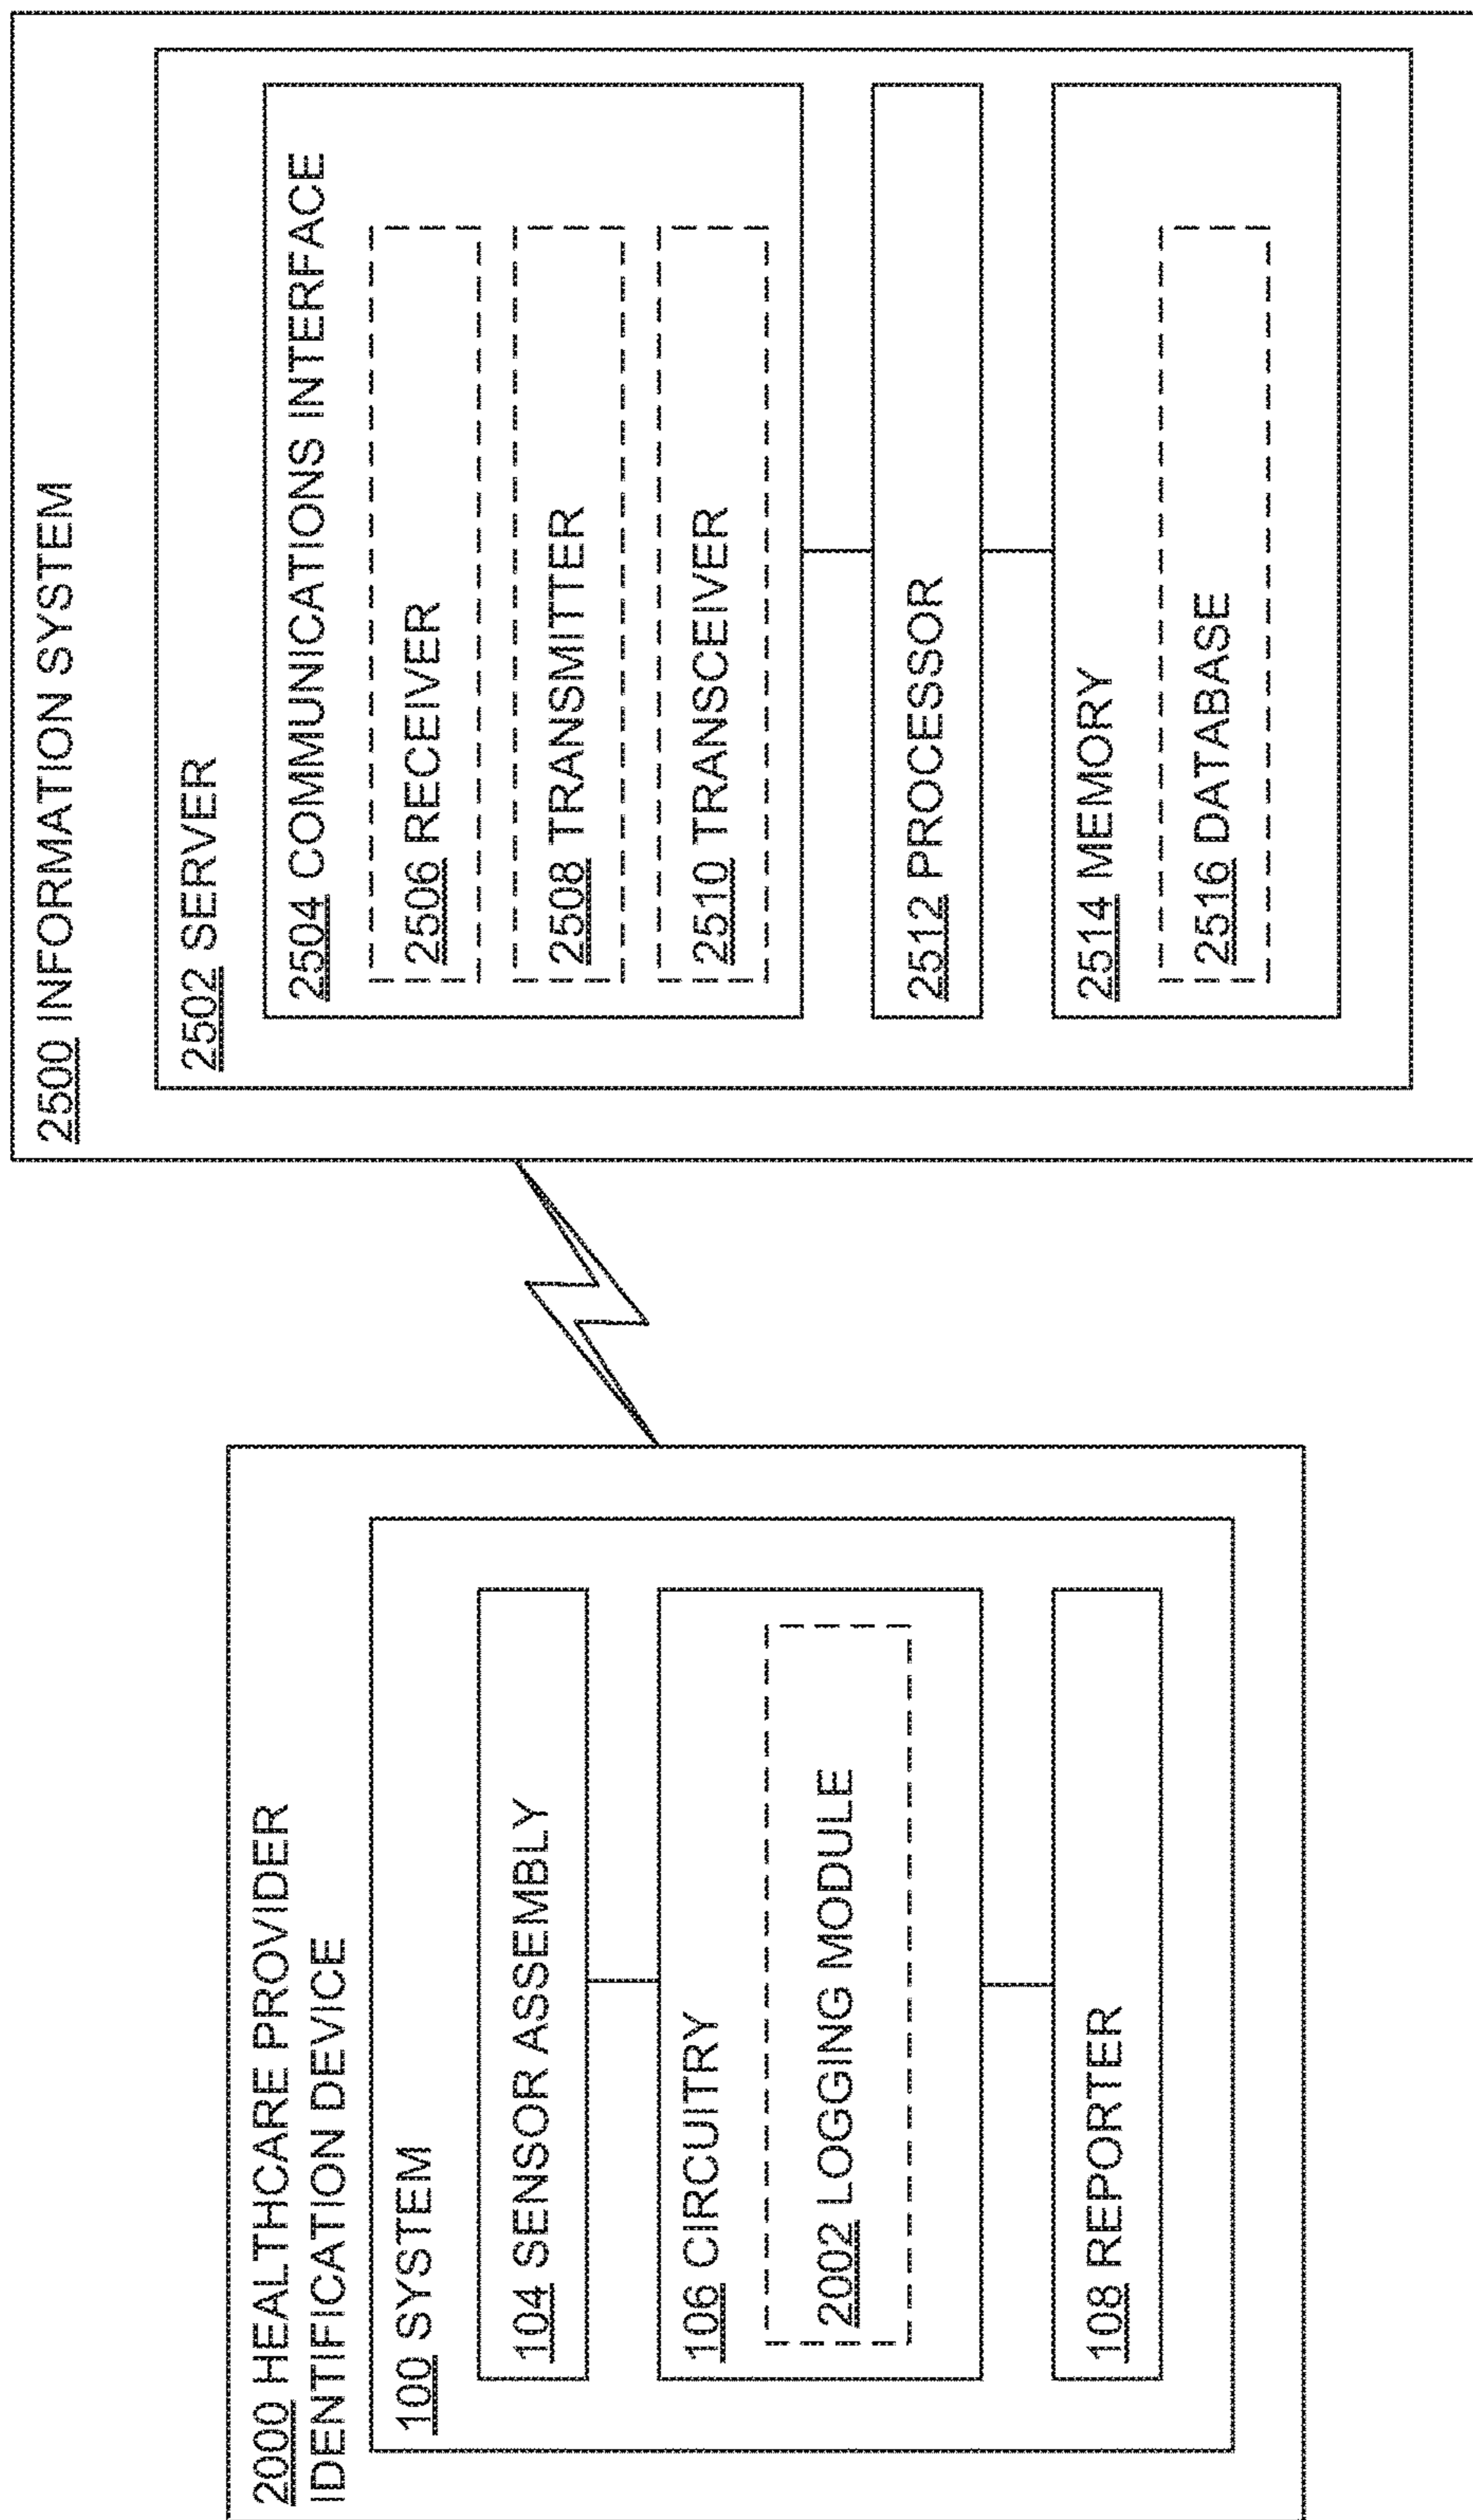 2000 HEALTHCARE PROVIDER
IDENTIFICATION DEVICE
100 SYSTEM
104 SENSOR ASSEMBLY
106 CIRCUITRY
2002 LOGGING MODULE
108 REPORTER
2500 INFORMATION SYSTEM
2502 SERVER
2504 COMMUNICATIONS INTERFACE
2506 RECEIVER
2508 TRANSMITTER
2510 TRANSCEIVER
2512 PROCESSOR
2514 MEMORY
2516 DATABASE